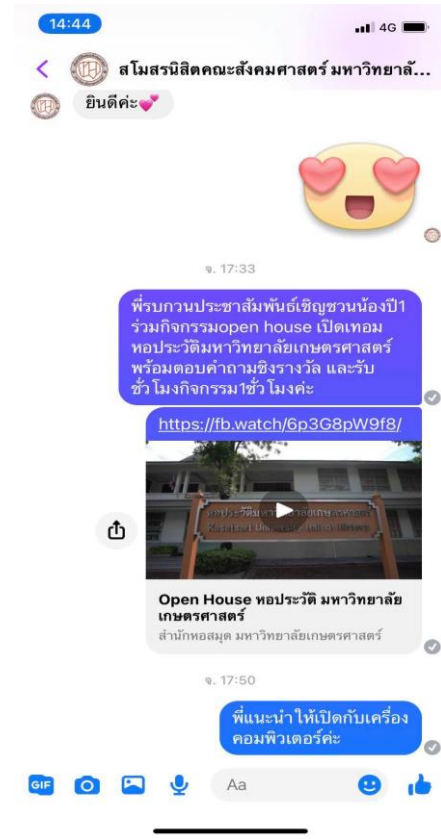 14:44
4G
สโมสรนิสิตคณะสังคมศาสตร์ มหาวิทยาลั...
ยินดีค่ะ💕
จ. 17:33
พี่รบกวนประชาสัมพันธ์เชิญชวนน้องปี1
ร่วมกิจกรรมopen house เปิดเทอม
หอประวัติมหาวิทยาลัยเกษตรศาสตร์
พร้อมตอบคำถามชิงรางวัล และรับ
ชั่วโมงกิจกรรม1ชั่วโมงค่ะ
https://fb.watch/6p3G8pW9f8/
Open House หอประวัติ มหาวิทยาลัย
เกษตรศาสตร์
สำนักหอสมุด มหาวิทยาลัยเกษตรศาสตร์
จ. 17:50
พี่แนะนำให้เปิดกับเครื่อง
คอมพิวเตอร์ค่ะ
GIF
Aa